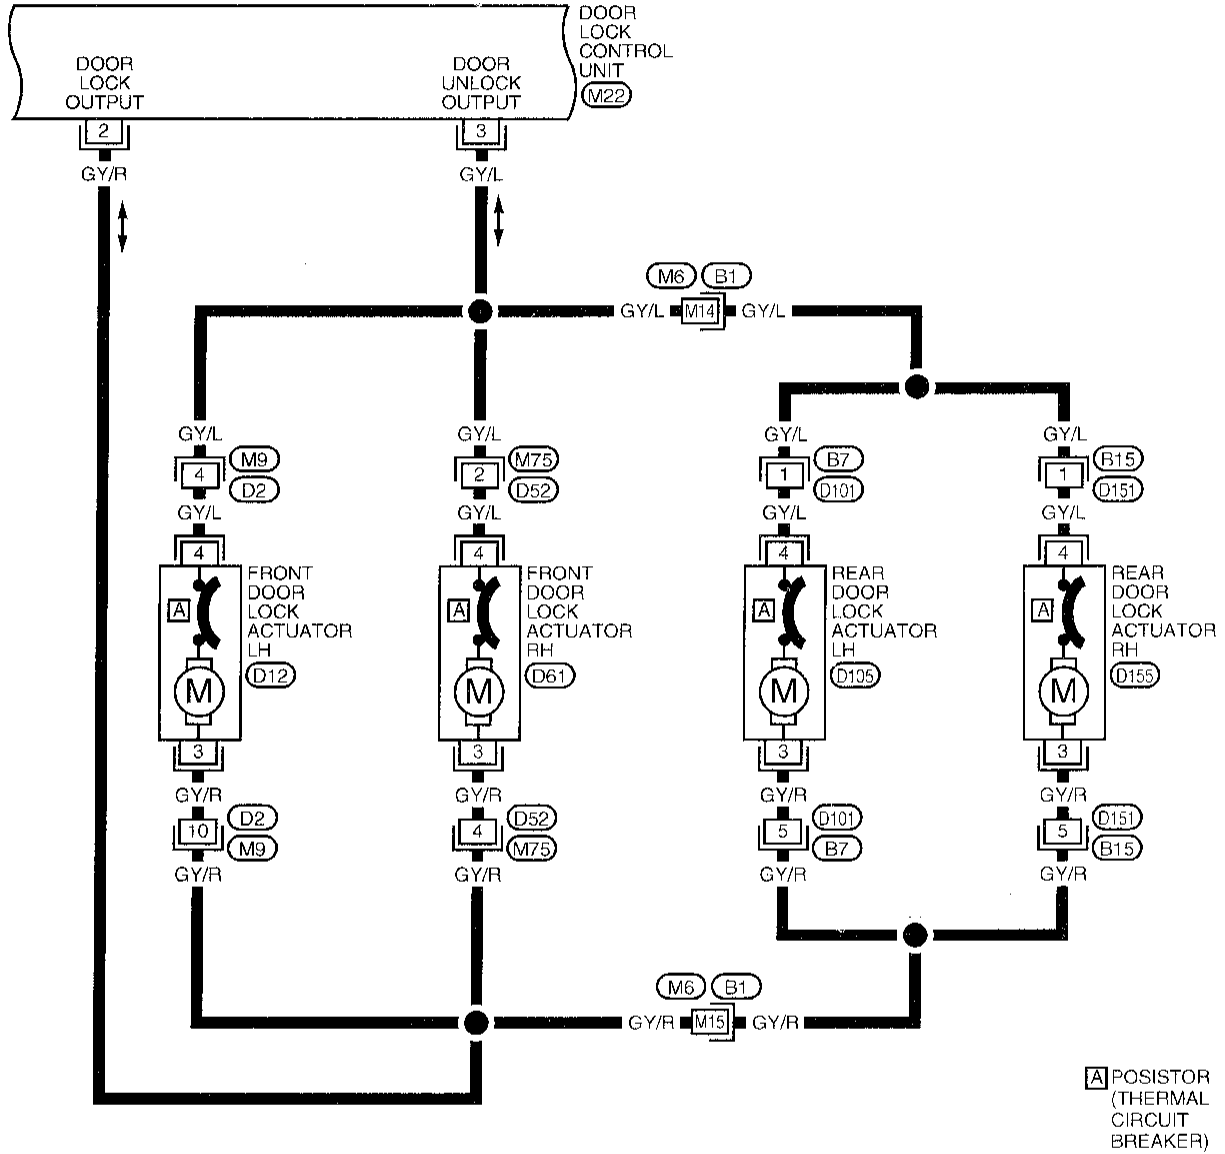 DOOR
LOCK
CONTROL
UNIT
M22
DOOR
LOCK
OUTPUT
DOOR
UNLOCK
OUTPUT
2
3
GY/R
GY/L
M6 B1
GY/L M14 GY/L
GY/L
GY/L
GY/L
GY/L
4
M9
D2
2
M75
D52
1
B7
D101
1
B15
D151
GY/L
GY/L
GY/L
GY/L
4
4
4
4
A
FRONT
DOOR
LOCK
ACTUATOR
LH
D12
M
A
FRONT
DOOR
LOCK
ACTUATOR
RH
D61
M
A
REAR
DOOR
LOCK
ACTUATOR
LH
D105
M
A
REAR
DOOR
LOCK
ACTUATOR
RH
D155
M
3
3
3
3
GY/R
GY/R
GY/R
GY/R
10
D2
M9
4
D52
M75
5
D101
B7
5
D151
B15
GY/R
GY/R
GY/R
GY/R
M6 B1
GY/R M15 GY/R
A POSISTOR
(THERMAL
CIRCUIT
BREAKER)